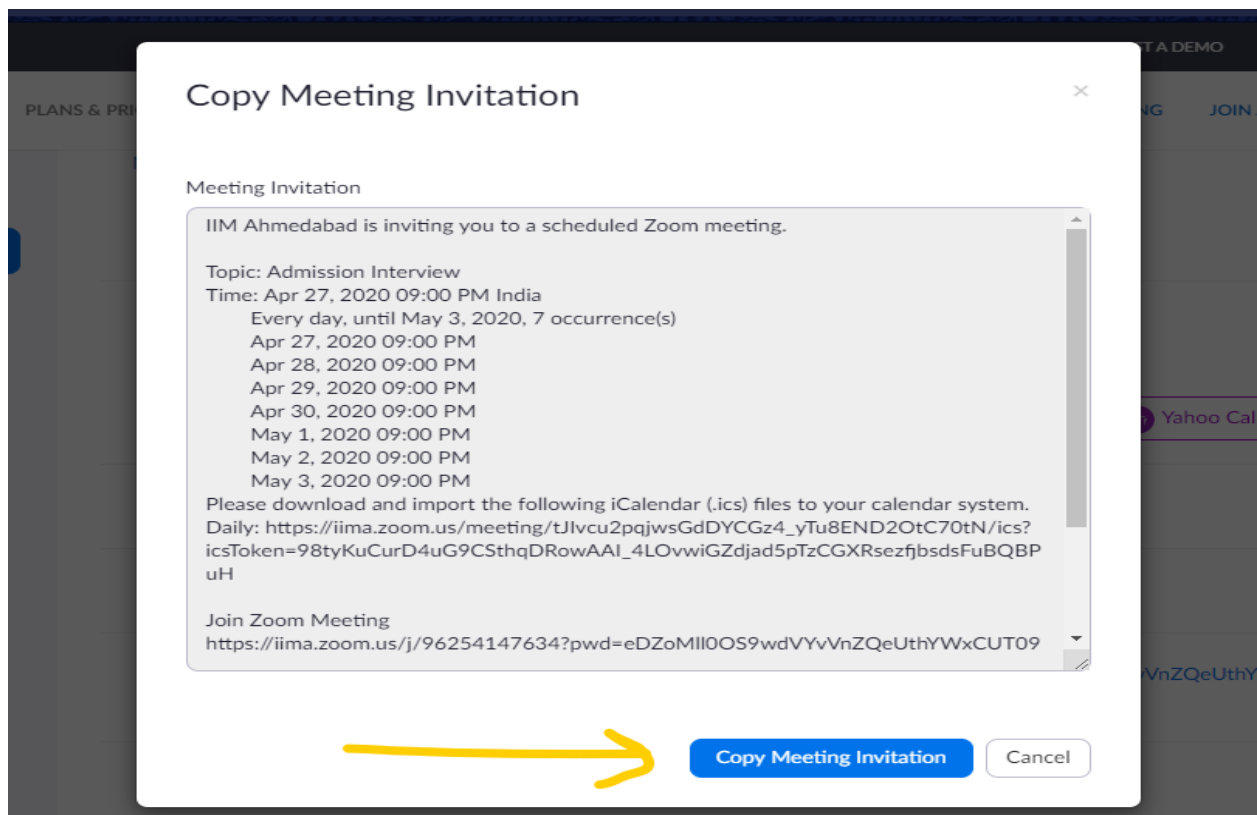 T A DEMO
PLANS & PRI
NG JOIN
Copy Meeting Invitation
×
Meeting Invitation
IIM Ahmedabad is inviting you to a scheduled Zoom meeting.
Topic: Admission Interview
Time: Apr 27, 2020 09:00 PM India
Every day, until May 3, 2020, 7 occurrence(s)
Apr 27, 2020 09:00 PM
Apr 28, 2020 09:00 PM
Apr 29, 2020 09:00 PM
Apr 30, 2020 09:00 PM
May 1, 2020 09:00 PM
May 2, 2020 09:00 PM
May 3, 2020 09:00 PM
Please download and import the following iCalendar (.ics) files to your calendar system.
Daily: https://iima.zoom.us/meeting/tJIvcu2pqjwsGdDYCGz4_yTu8END2OtC70tN/ics?
icsToken=98tyKuCurD4uG9CSthqDRowAAI_4LOvwiGZdjad5pTzCGXRsezfjbsdsFuBQBP
uH
Join Zoom Meeting
https://iima.zoom.us/j/96254147634?pwd=eDZoMll0OS9wdVYvVnZQeUthYWxCUT09
Yahoo Cal
VnZQeUthY
Copy Meeting Invitation
Cancel